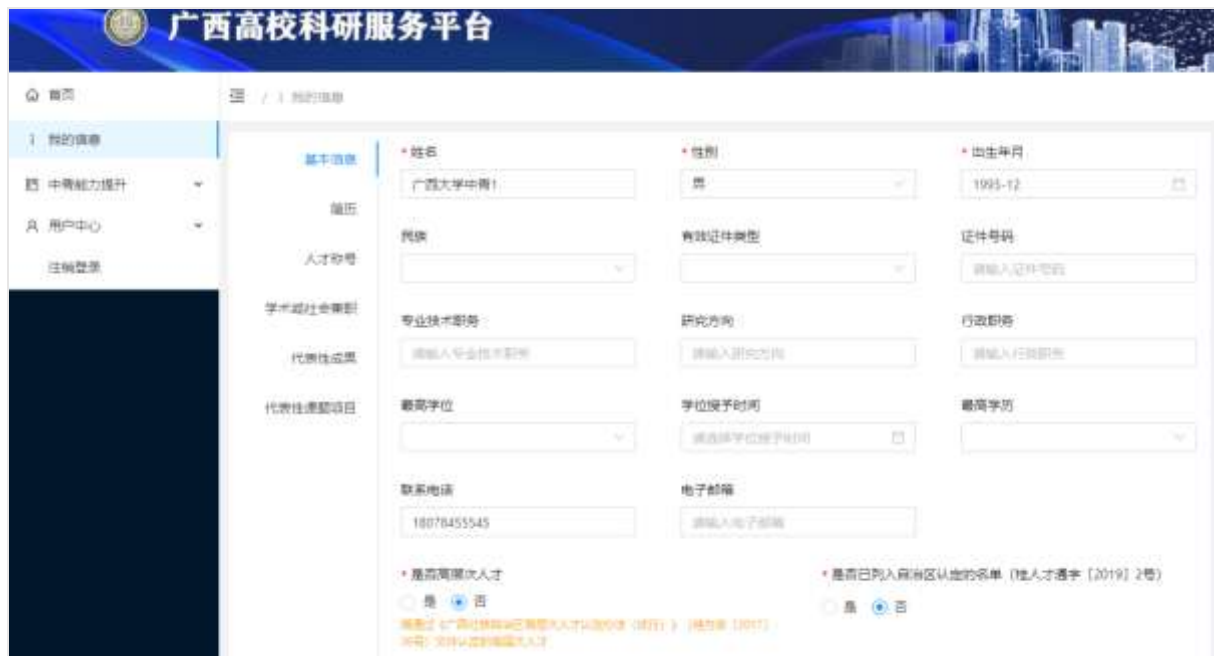 广西高校科研服务平台
首页
/ 我的信息
我的信息
中青能力提升
用户中心
注销登录
基本信息
简历
人才称号
学术或社会兼职
代表性成果
代表性课题项目
* 姓名 * 性别 * 出生年月
广西大学中青1 男 1995-12
民族 有效证件类型 证件号码
请输入证件号码
专业技术职务 研究方向 行政职务
请输入专业技术职务 请输入研究方向 请输入行政职务
最高学位 学位授予时间 最高学历
请选择学位授予时间
联系电话 电子邮箱
18078455545 请输入电子邮箱
* 是否高层次人才 * 是否已列入自治区认定的名单（桂人才通字〔2019〕2号）
是 否 是 否